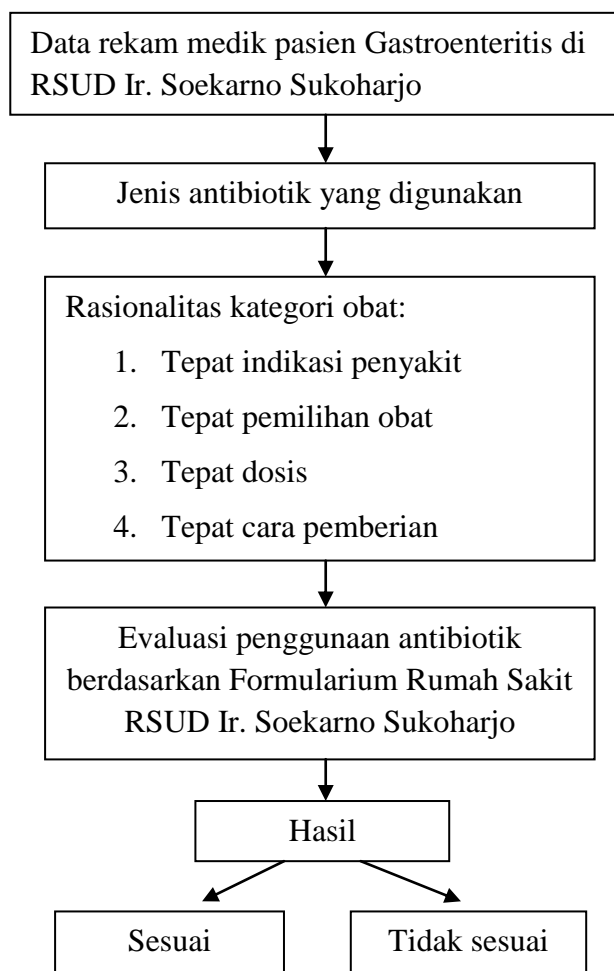 Data rekam medik pasien Gastroenteritis di
RSUD Ir. Soekarno Sukoharjo
Jenis antibiotik yang digunakan
Rasionalitas kategori obat:
1. Tepat indikasi penyakit
2. Tepat pemilihan obat
3. Tepat dosis
4. Tepat cara pemberian
Evaluasi penggunaan antibiotik
berdasarkan Formularium Rumah Sakit
RSUD Ir. Soekarno Sukoharjo
Hasil
Sesuai
Tidak sesuai